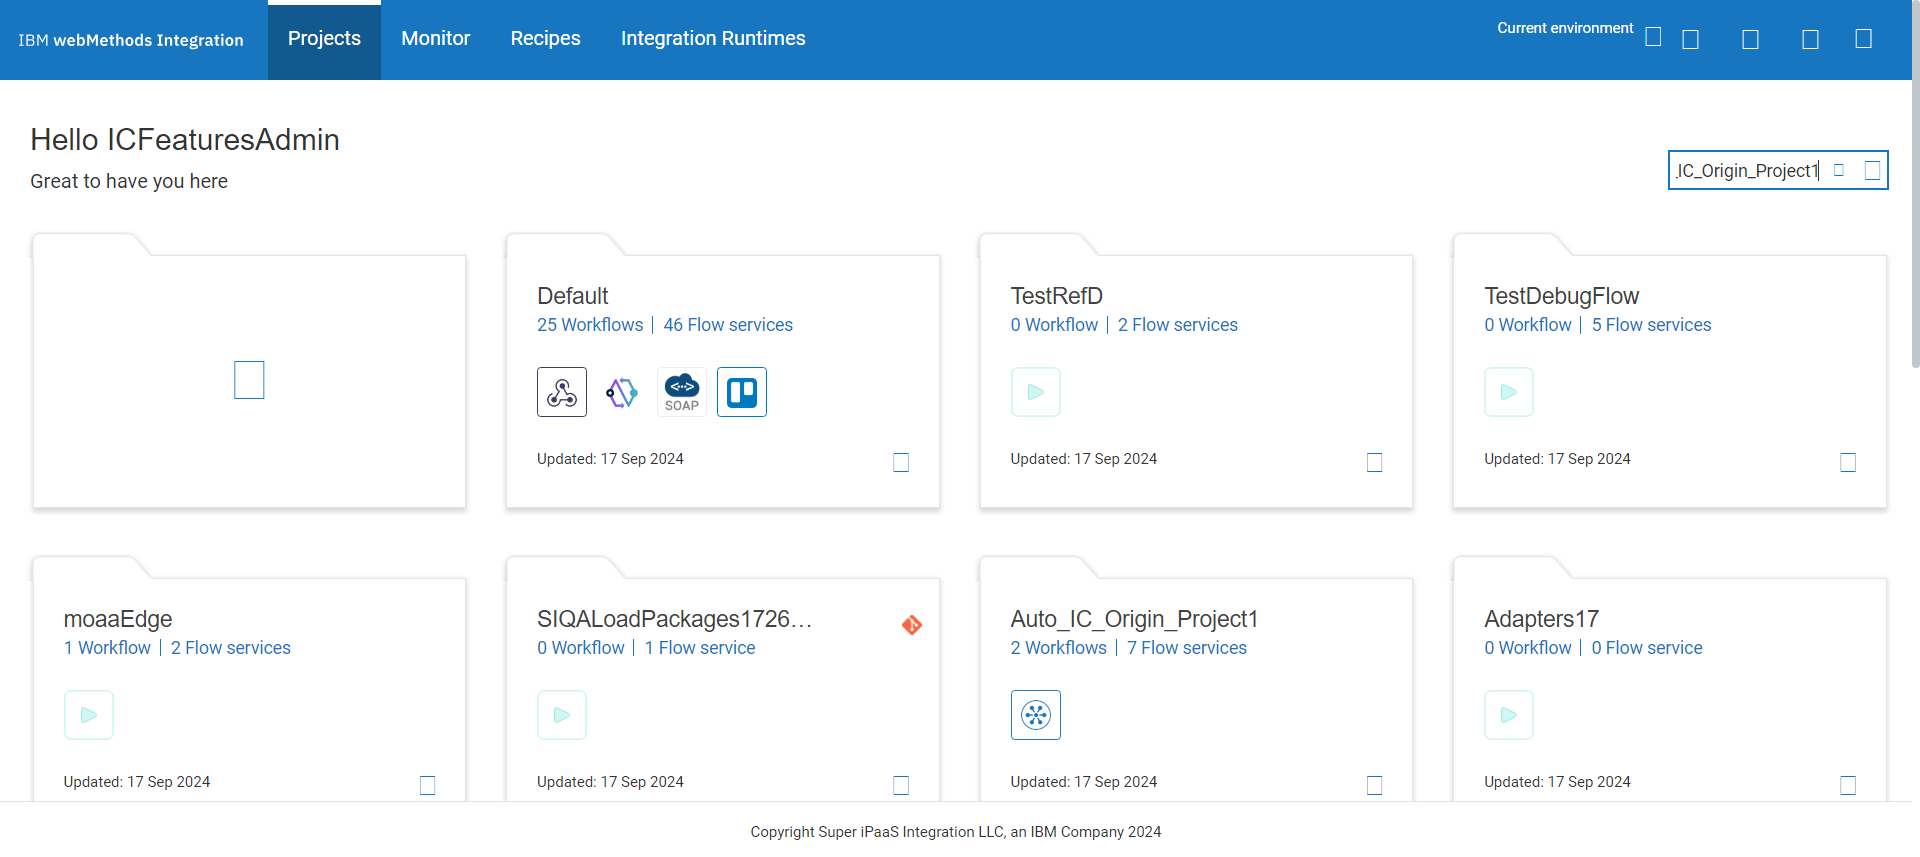 IBM webMethods Integration
Projects
Monitor
Recipes
Integration Runtimes
Current environment
Hello ICFeaturesAdmin
Great to have you here
_IC_Origin_Project1
Default
25 Workflows | 46 Flow services
SOAP
Updated: 17 Sep 2024
TestRefD
0 Workflow | 2 Flow services
Updated: 17 Sep 2024
TestDebugFlow
0 Workflow | 5 Flow services
Updated: 17 Sep 2024
moaaEdge
1 Workflow | 2 Flow services
Updated: 17 Sep 2024
SIQALoadPackages1726...
0 Workflow | 1 Flow service
Updated: 17 Sep 2024
Auto_IC_Origin_Project1
2 Workflows | 7 Flow services
Updated: 17 Sep 2024
Adapters17
0 Workflow | 0 Flow service
Updated: 17 Sep 2024
Copyright Super iPaaS Integration LLC, an IBM Company 2024